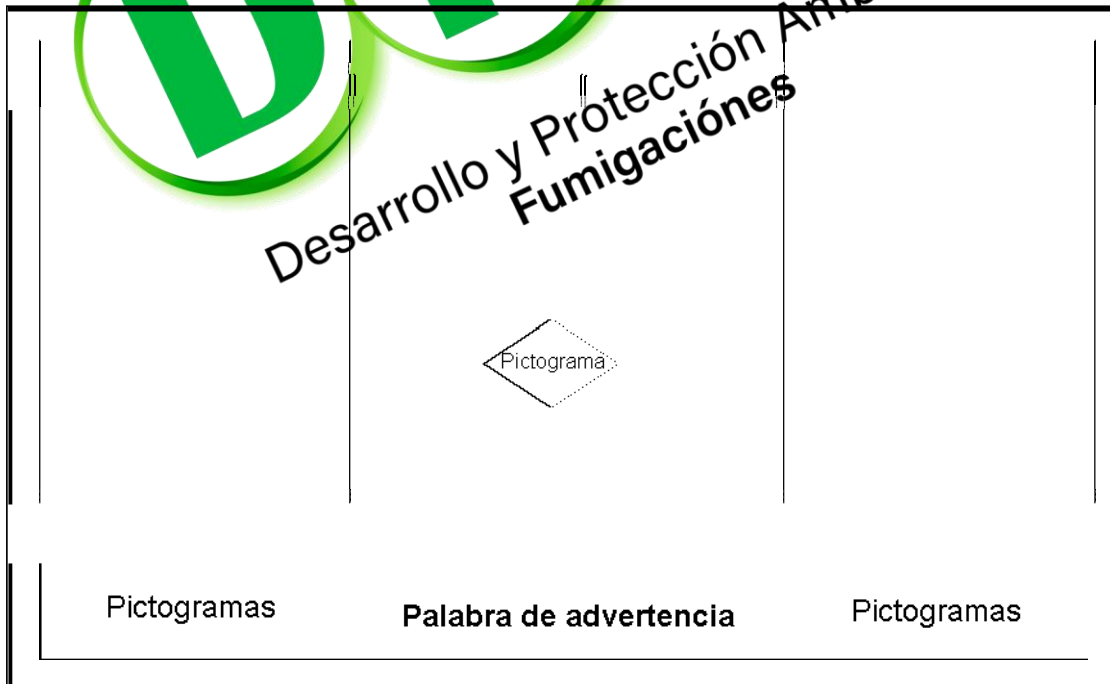 Desarrollo y Protección
Fumigaciónes
Pictograma
Pictogramas
Palabra de advertencia
Pictogramas